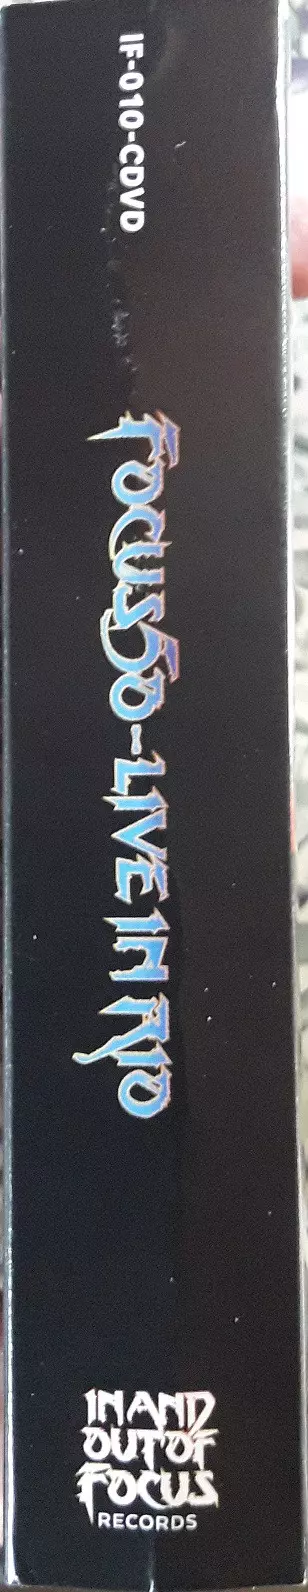 IF-010-CDVD
FOCUS 50 - LIVE IN RIO
IN AND
OUT OF
FOCUS
RECORDS